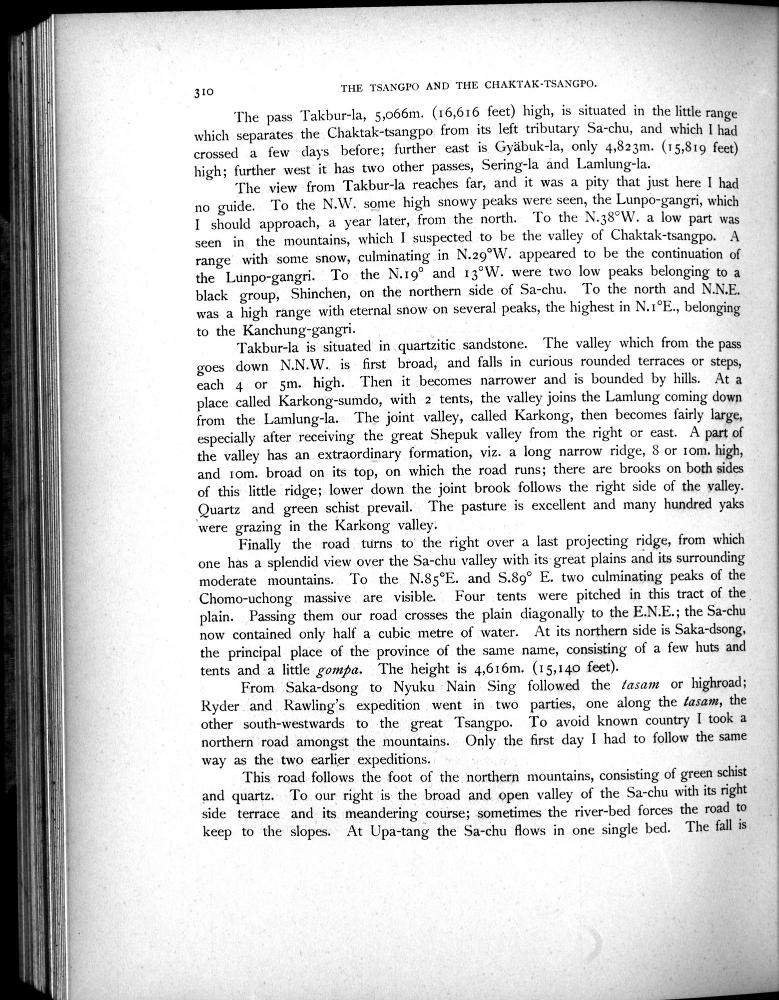 310
THE TSANGPO AND THE CHAKTAK-TSANGPO.
The pass Takbur-la, 5,066m. (16,616 feet) high, is situated in the little range
which separates the Chaktak-tsangpo from its left tributary Sa-chu, and which I had
crossed a few days before; further east is Gyäbuk-la, only 4,823m. (15,819 feet)
high; further west it has two other passes, Sering-la and Lamlung-la.
The view from Takbur-la reaches far, and it was a pity that just here I had
no guide. To the N.W. some high snowy peaks were seen, the Lunpo-gangri, which
I should approach, a year later, from the north. To the N.38°W. a low part was
seen in the mountains, which I suspected to be the valley of Chaktak-tsangpo. A
range with some snow, culminating in N.29°W. appeared to be the continuation of
the Lunpo-gangri. To the N.19° and 13°W. were two low peaks belonging to a
black group, Shinchen, on the northern side of Sa-chu. To the north and N.N.E.
was a high range with eternal snow on several peaks, the highest in N.1°E., belonging
to the Kanchung-gangri.
Takbur-la is situated in quartzitic sandstone. The valley which from the pass
goes down N.N.W. is first broad, and falls in curious rounded terraces or steps,
each 4 or 5m. high. Then it becomes narrower and is bounded by hills. At a
place called Karkong-sumdo, with 2 tents, the valley joins the Lamlung coming down
from the Lamlung-la. The joint valley, called Karkong, then becomes fairly large,
especially after receiving the great Shepuk valley from the right or east. A part of
the valley has an extraordinary formation, viz. a long narrow ridge, 8 or 10m. high,
and 10m. broad on its top, on which the road runs; there are brooks on both sides
of this little ridge; lower down the joint brook follows the right side of the valley.
Quartz and green schist prevail. The pasture is excellent and many hundred yaks
were grazing in the Karkong valley.
Finally the road turns to the right over a last projecting ridge, from which
one has a splendid view over the Sa-chu valley with its great plains and its surrounding
moderate mountains. To the N.85°E. and S.89° E. two culminating peaks of the
Chomo-uchong massive are visible. Four tents were pitched in this tract of the
plain. Passing them our road crosses the plain diagonally to the E.N.E.; the Sa-chu
now contained only half a cubic metre of water. At its northern side is Saka-dsong,
the principal place of the province of the same name, consisting of a few huts and
tents and a little gompa. The height is 4,616m. (15,140 feet).
From Saka-dsong to Nyuku Nain Sing followed the tasam or highroad;
Ryder and Rawling's expedition went in two parties, one along the tasam, the
other south-westwards to the great Tsangpo. To avoid known country I took a
northern road amongst the mountains. Only the first day I had to follow the same
way as the two earlier expeditions.
This road follows the foot of the northern mountains, consisting of green schist
and quartz. To our right is the broad and open valley of the Sa-chu with its right
side terrace and its meandering course; sometimes the river-bed forces the road to
keep to the slopes. At Upa-tang the Sa-chu flows in one single bed. The fall is